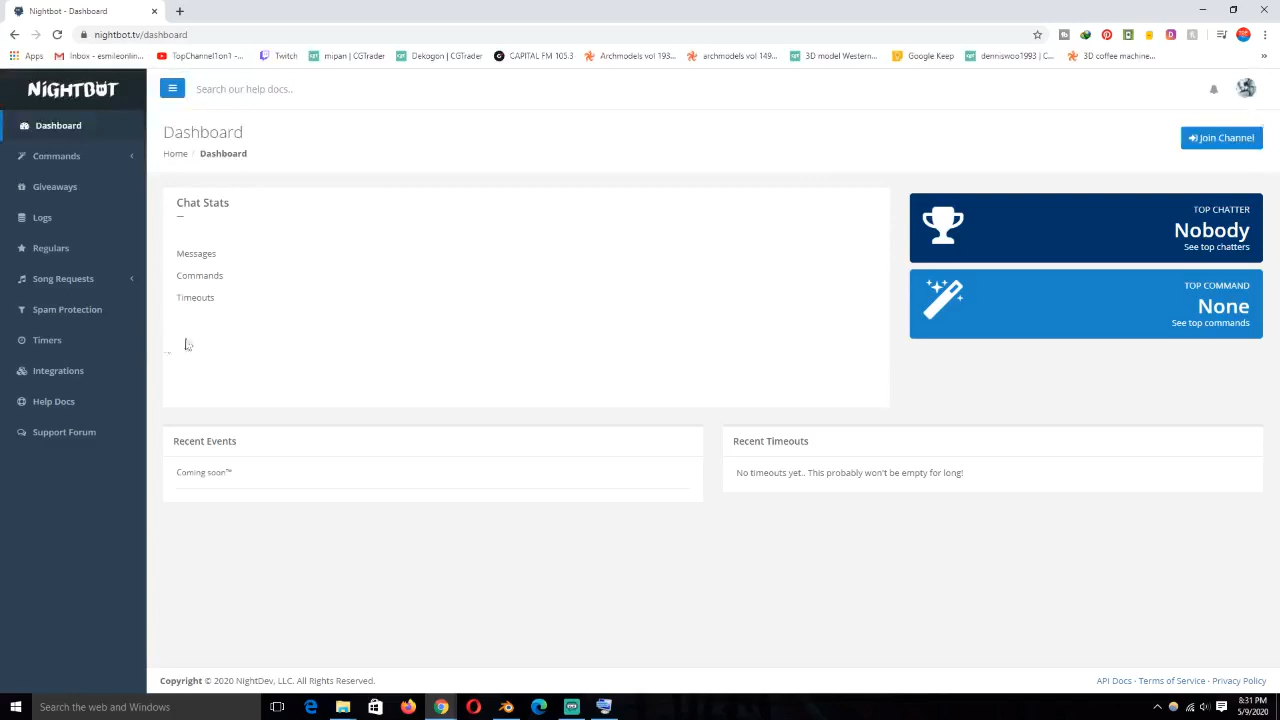 Nightbot - Dashboard
nightbot.tv/dashboard
Apps
Inbox - esmileonlin...
TopChannel1on1 -...
Twitch
mipan | CGTrader
Dekogon | CGTrader
CAPITAL FM 105.3
Archmodels vol 193...
archmodels vol 149...
3D model Western...
Google Keep
denniswoo1993 | C...
3D coffee machine...
NIGHTBOT
Search our help docs..
Dashboard
Commands
Giveaways
Logs
Regulars
Song Requests
Spam Protection
Timers
Integrations
Help Docs
Support Forum
Dashboard
Home / Dashboard
Join Channel
Chat Stats
Messages
Commands
Timeouts
TOP CHATTER
Nobody
See top chatters
TOP COMMAND
None
See top commands
Recent Events
Coming soon™
Recent Timeouts
No timeouts yet.. This probably won't be empty for long!
Copyright © 2020 NightDev, LLC. All Rights Reserved.
API Docs - Terms of Service - Privacy Policy
Search the web and Windows
8:31 PM
5/9/2020